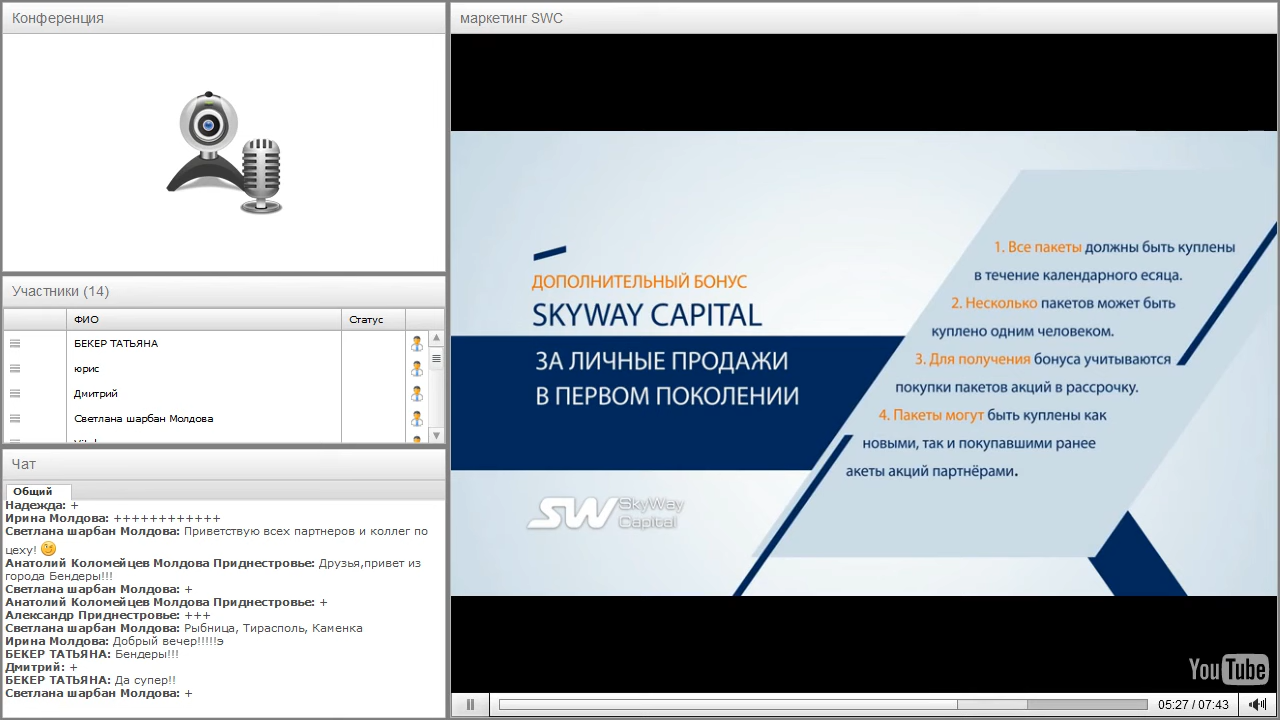 Конференция
маркетинг SWC
Участники (14)
ФИО
Статус
БЕКЕР ТАТЬЯНА
юрис
Дмитрий
Светлана шарбан Молдова
Чат
Общий
Надежда: +
Ирина Молдова: ++++++++++++
Светлана шарбан Молдова: Приветствую всех партнеров и коллег по
цеху!
Анатолий Коломейцев Молдова Приднестровье: Друзья,привет из
города Бендеры!!!
Светлана шарбан Молдова: +
Анатолий Коломейцев Молдова Приднестровье: +
Александр Приднестровье: +++
Светлана шарбан Молдова: Рыбница, Тирасполь, Каменка
Ирина Молдова: Добрый вечер!!!!!э
БЕКЕР ТАТЬЯНА: Бендеры!!!
Дмитрий: +
БЕКЕР ТАТЬЯНА: Да супер!!
Светлана шарбан Молдова: +
ДОПОЛНИТЕЛЬНЫЙ БОНУС
SKYWAY CAPITAL
ЗА ЛИЧНЫЕ ПРОДАЖИ
В ПЕРВОМ ПОКОЛЕНИИ
SW SkyWay
Capital
1. Все пакеты должны быть куплены
в течение календарного есяца.
2. Несколько пакетов может быть
куплено одним человеком.
3. Для получения бонуса учитываются
покупки пакетов акций в рассрочку.
4. Пакеты могут быть куплены как
новыми, так и покупавшими ранее
акеты акций партнёрами.
YouTube
05:27 / 07:43